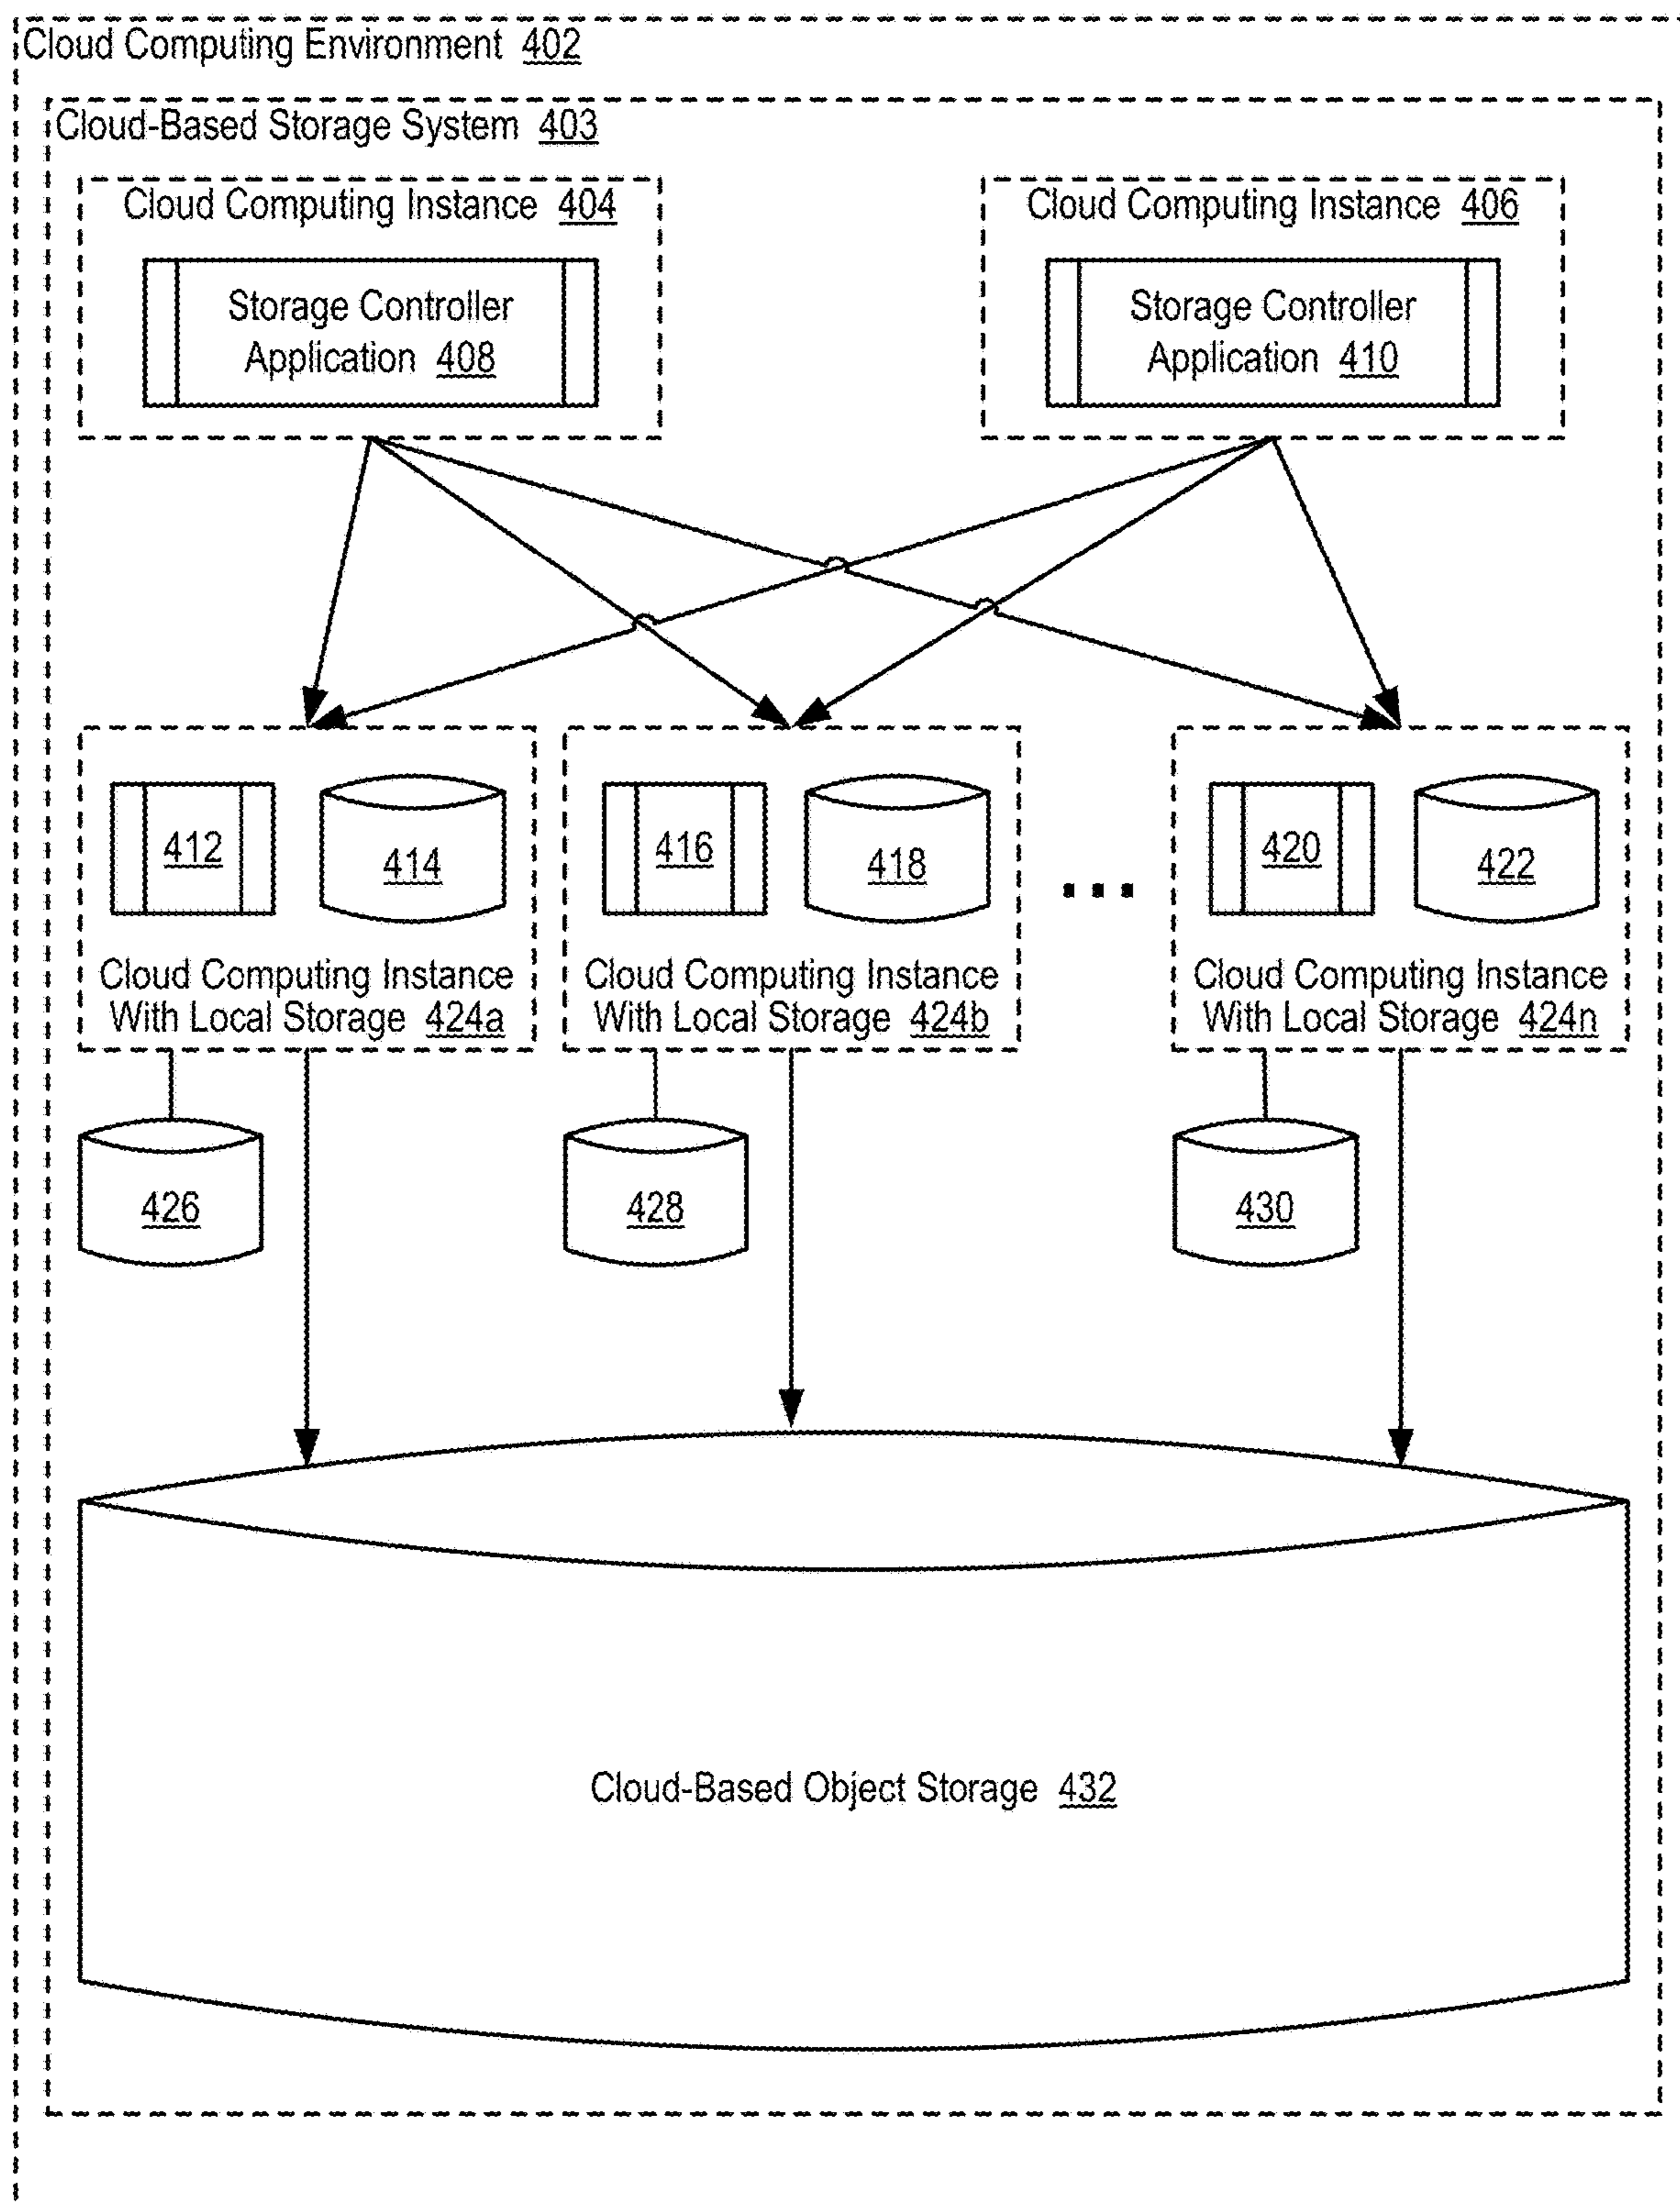 Cloud Computing Environment 402
Cloud-Based Storage System 403
Cloud Computing Instance 404
Storage Controller
Application 408
Cloud Computing Instance 406
Storage Controller
Application 410
412
414
Cloud Computing Instance
With Local Storage 424a
416
418
Cloud Computing Instance
With Local Storage 424b
...
420
422
Cloud Computing Instance
With Local Storage 424n
426
428
430
Cloud-Based Object Storage 432